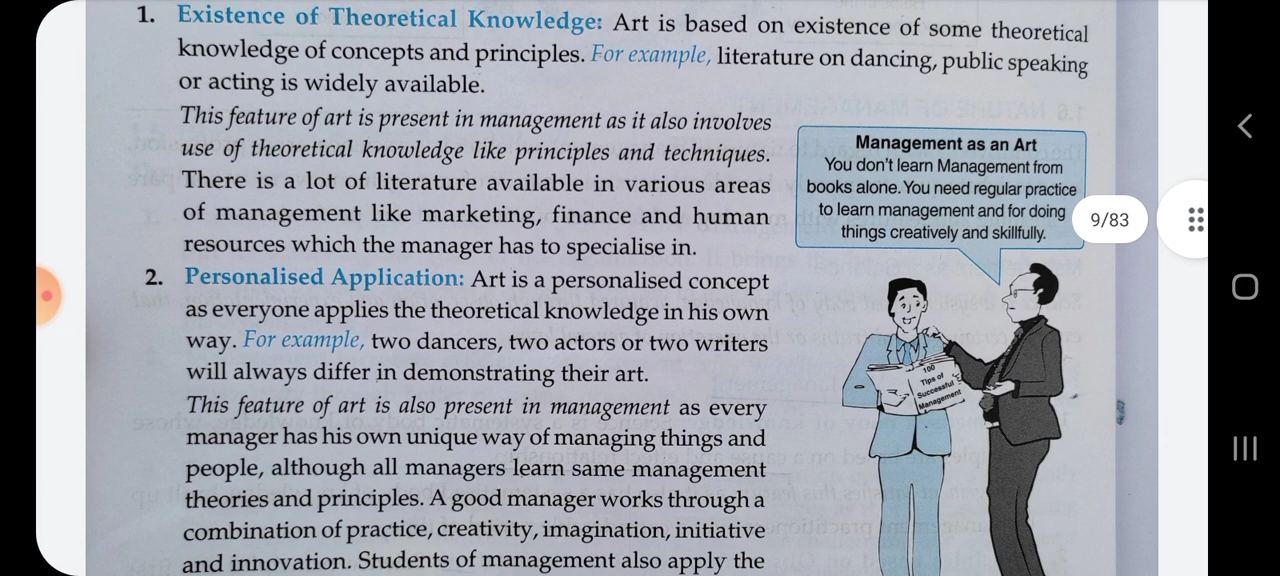 1. Existence of Theoretical Knowledge: Art is based on existence of some theoretical
knowledge of concepts and principles. For example, literature on dancing, public speaking
or acting is widely available.
This feature of art is present in management as it also involves
use of theoretical knowledge like principles and techniques.
There is a lot of literature available in various areas
of management like marketing, finance and human
resources which the manager has to specialise in.
2. Personalised Application: Art is a personalised concept
as everyone applies the theoretical knowledge in his own
way. For example, two dancers, two actors or two writers
will always differ in demonstrating their art.
This feature of art is also present in management as every
manager has his own unique way of managing things and
people, although all managers learn same management
theories and principles. A good manager works through a
combination of practice, creativity, imagination, initiative
and innovation. Students of management also apply the
Management as an Art
You don't learn Management from
books alone. You need regular practice
to learn management and for doing
things creatively and skillfully.
100
Tips of
Successful
Management
9/83